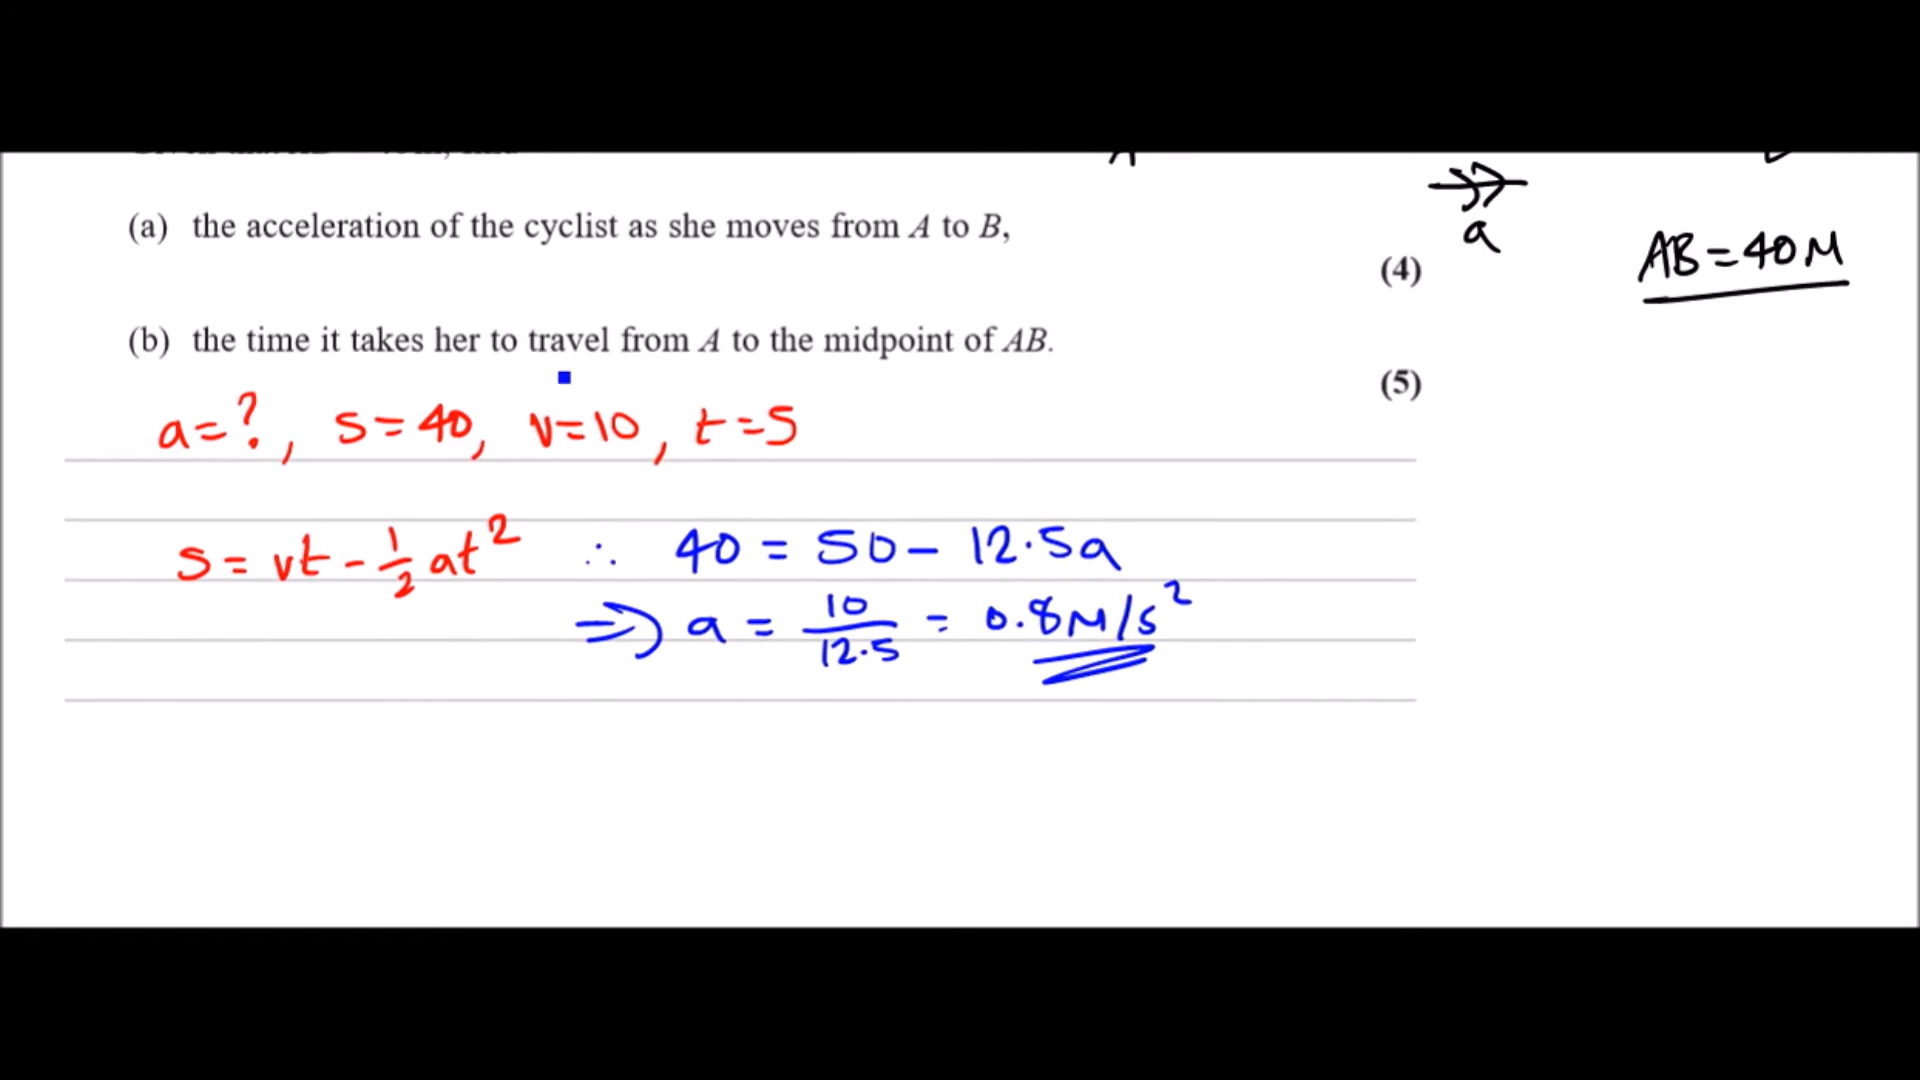 (a) the acceleration of the cyclist as she moves from A to B,
a
AB = 40M
(4)
(b) the time it takes her to travel from A to the midpoint of AB.
(5)
a = ?, s = 40, v = 10, t = 5
s = vt - 1/2 at² ∴ 40 = 50 - 12.5a
⇒ a = 10/12.5 = 0.8M/s²